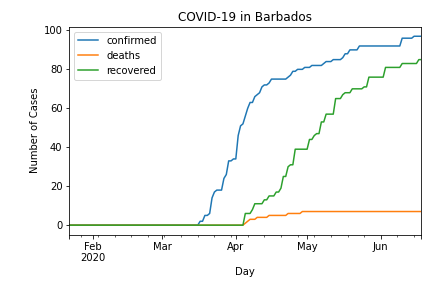 COVID-19 in Barbados
confirmed
deaths
recovered
Number of Cases
100
80
60
40
20
0
Feb
2020
Mar
Apr
May
Jun
Day